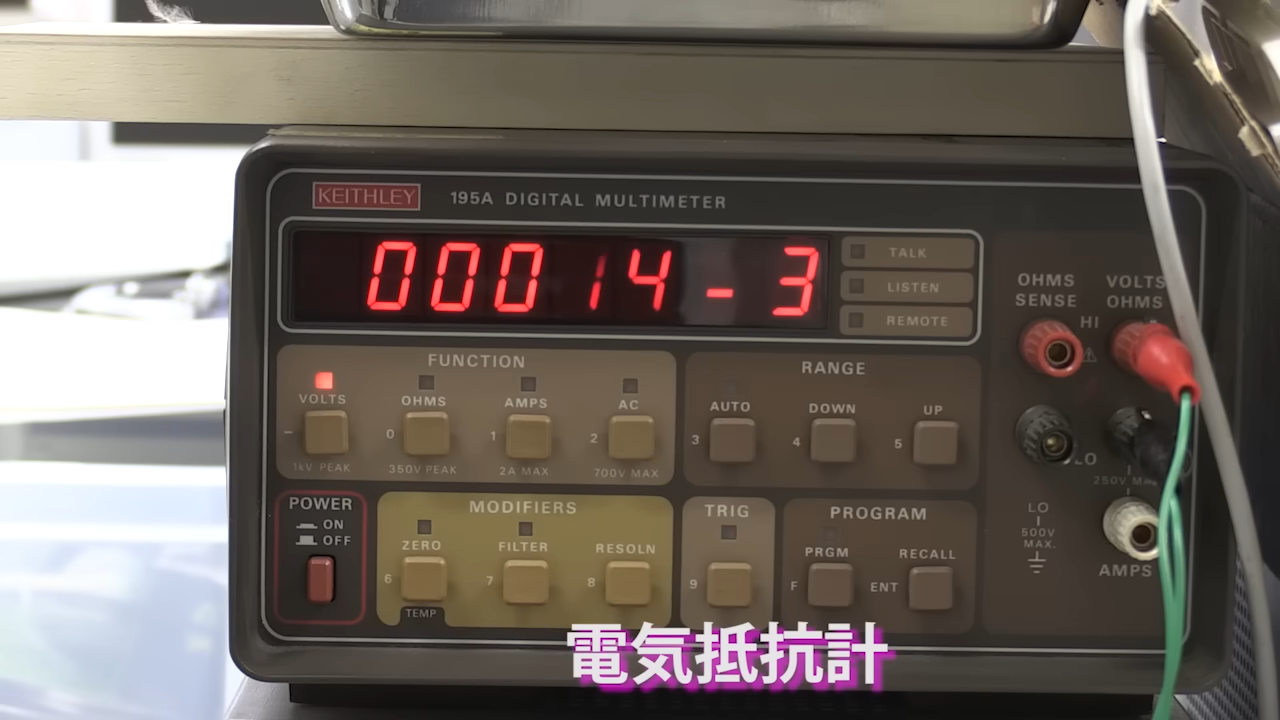 KEITHLEY 195A DIGITAL MULTIMETER
00014-3
TALK
LISTEN
REMOTE
FUNCTION
VOLTS OHMS AMPS AC
- 0 1 2
1kV PEAK 350V PEAK 2A MAX 700V MAX
RANGE
AUTO DOWN UP
3 4 5
OHMS SENSE
VOLTS OHMS
HI
LO
250V
LO
500V MAX.
AMPS
POWER
ON
OFF
MODIFIERS
ZERO FILTER RESOLN
6 7 8
TEMP
TRIG
9
PROGRAM
PRGM RECALL
F ENT
電気抵抗計